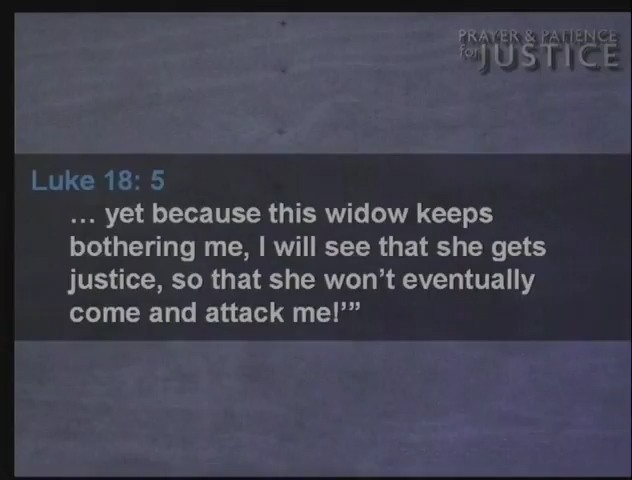 PRAYER & PATIENCE
for JUSTICE
Luke 18: 5
… yet because this widow keeps
bothering me, I will see that she gets
justice, so that she won’t eventually
come and attack me!’”